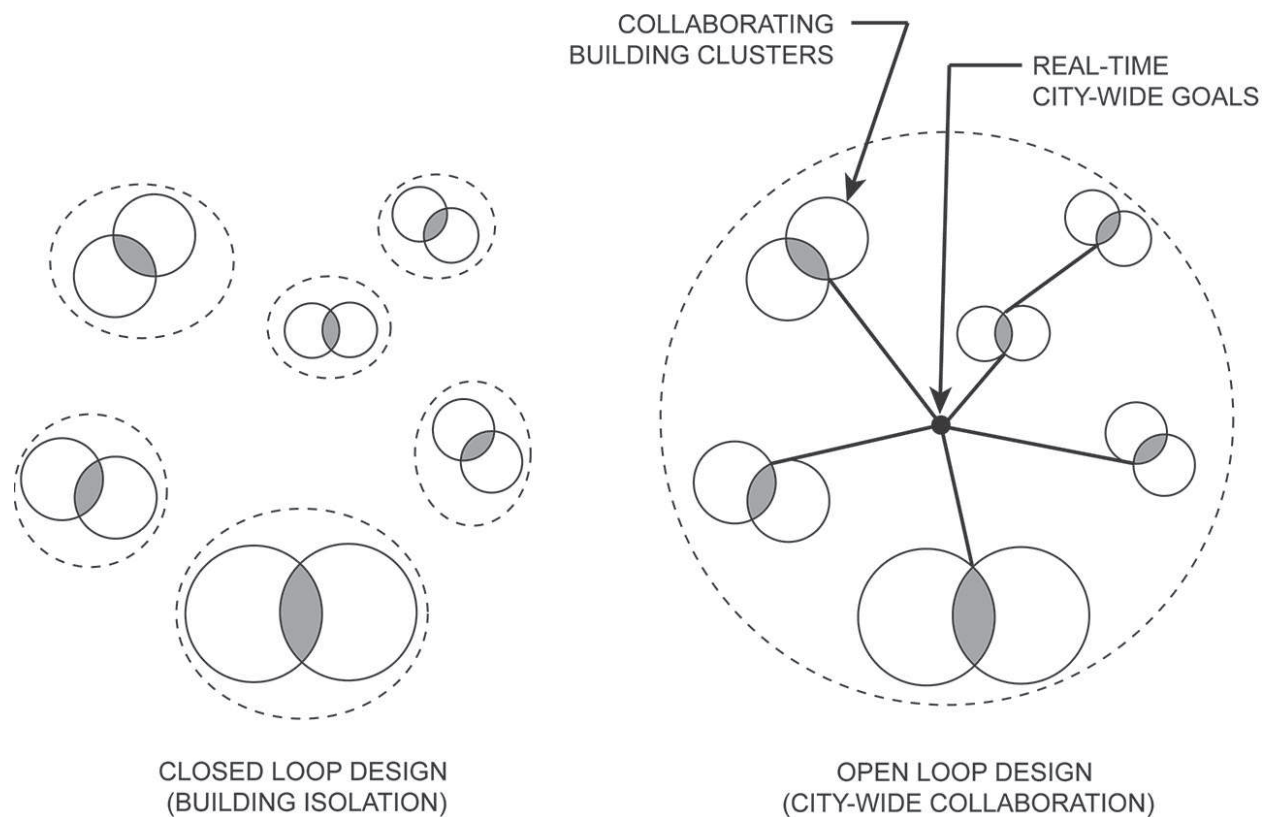 COLLABORATING
BUILDING CLUSTERS
REAL-TIME
CITY-WIDE GOALS
CLOSED LOOP DESIGN
(BUILDING ISOLATION)
OPEN LOOP DESIGN
(CITY-WIDE COLLABORATION)